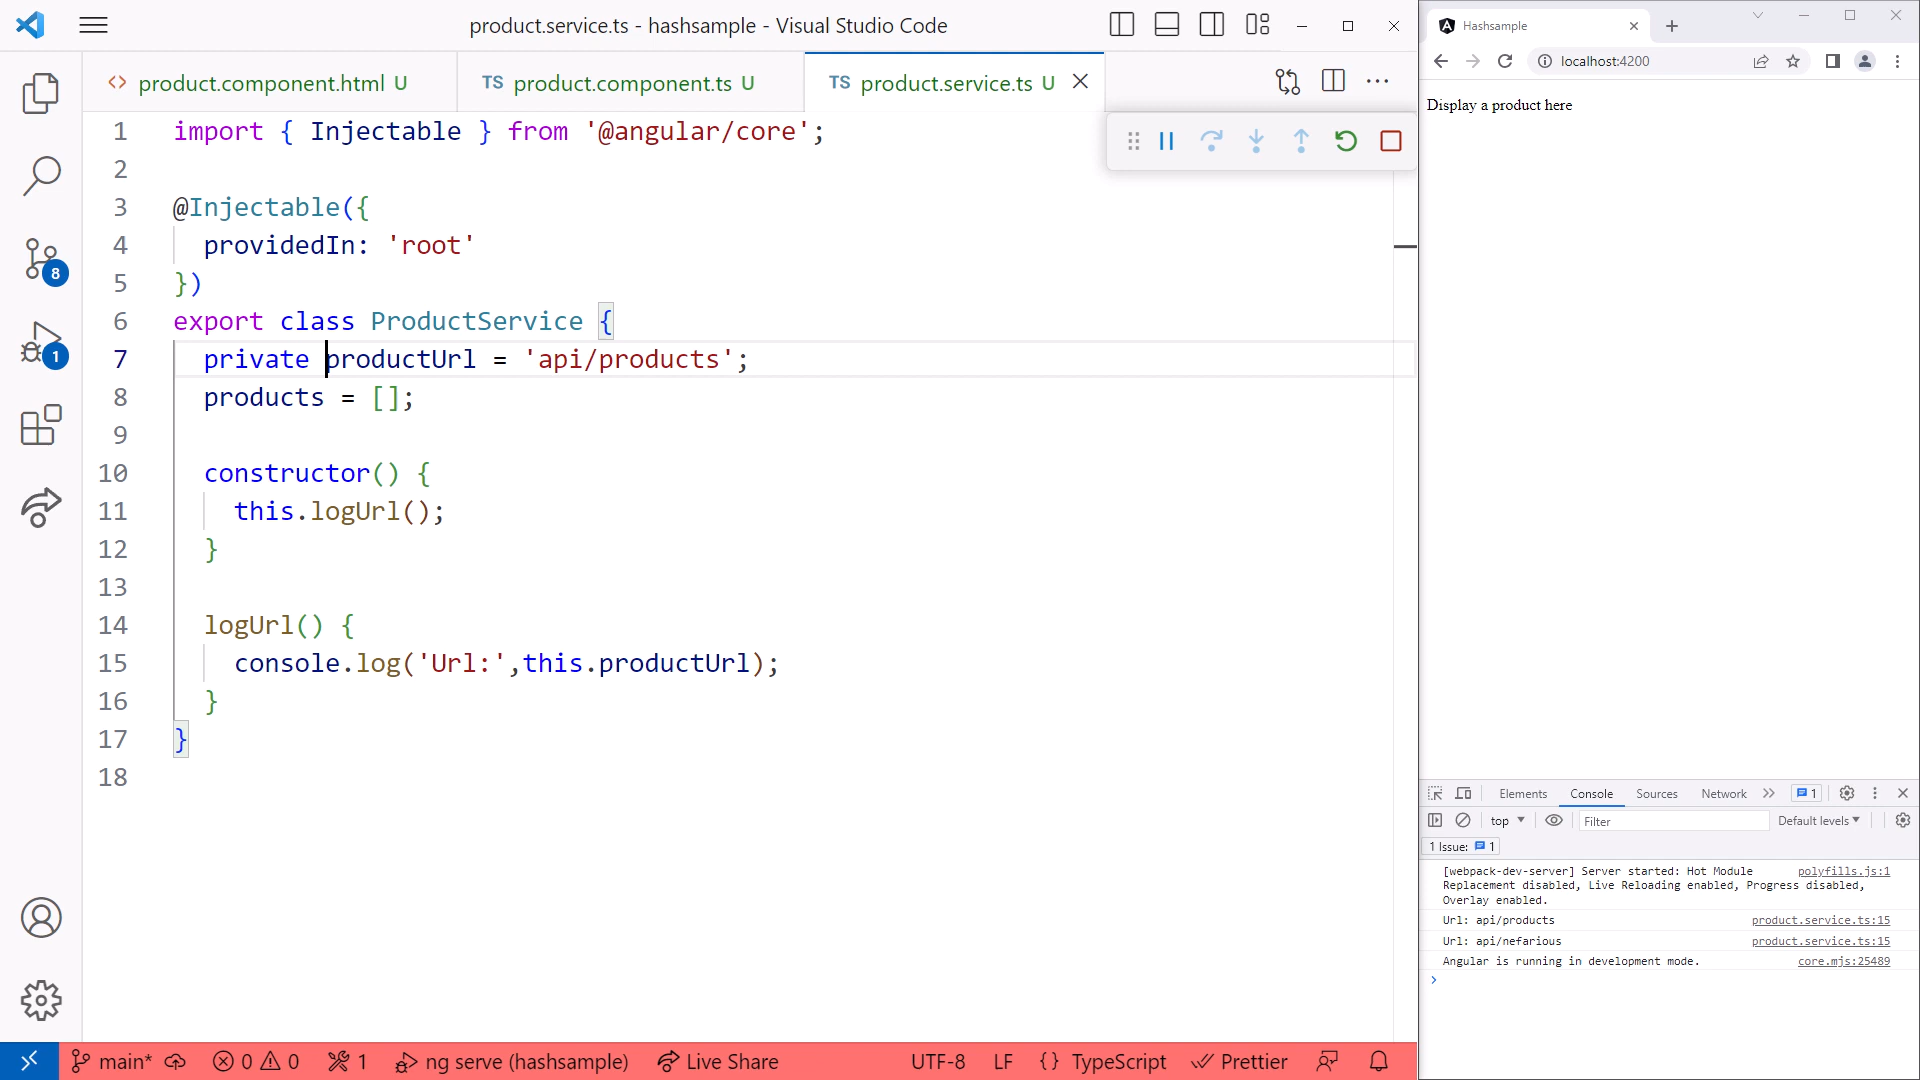 product.service.ts - hashsample - Visual Studio Code
<> product.component.html U
TS product.component.ts U
TS product.service.ts U
1 import { Injectable } from '@angular/core';
2
3 @Injectable({
4 providedIn: 'root'
5 })
6 export class ProductService {
7 private productUrl = 'api/products';
8 products = [];
9
10 constructor() {
11 this.logUrl();
12 }
13
14 logUrl() {
15 console.log('Url:',this.productUrl);
16 }
17 }
18
8
1
main*
0 0
1
ng serve (hashsample)
Live Share
UTF-8
LF
{} TypeScript
Prettier
Hashsample
localhost:4200
Display a product here
Elements Console Sources Network 1
top Filter Default levels
1 Issue: 1
[webpack-dev-server] Server started: Hot Module polyfills.js:1
Replacement disabled, Live Reloading enabled, Progress disabled,
Overlay enabled.
Url: api/products product.service.ts:15
Url: api/nefarious product.service.ts:15
Angular is running in development mode. core.mjs:25489